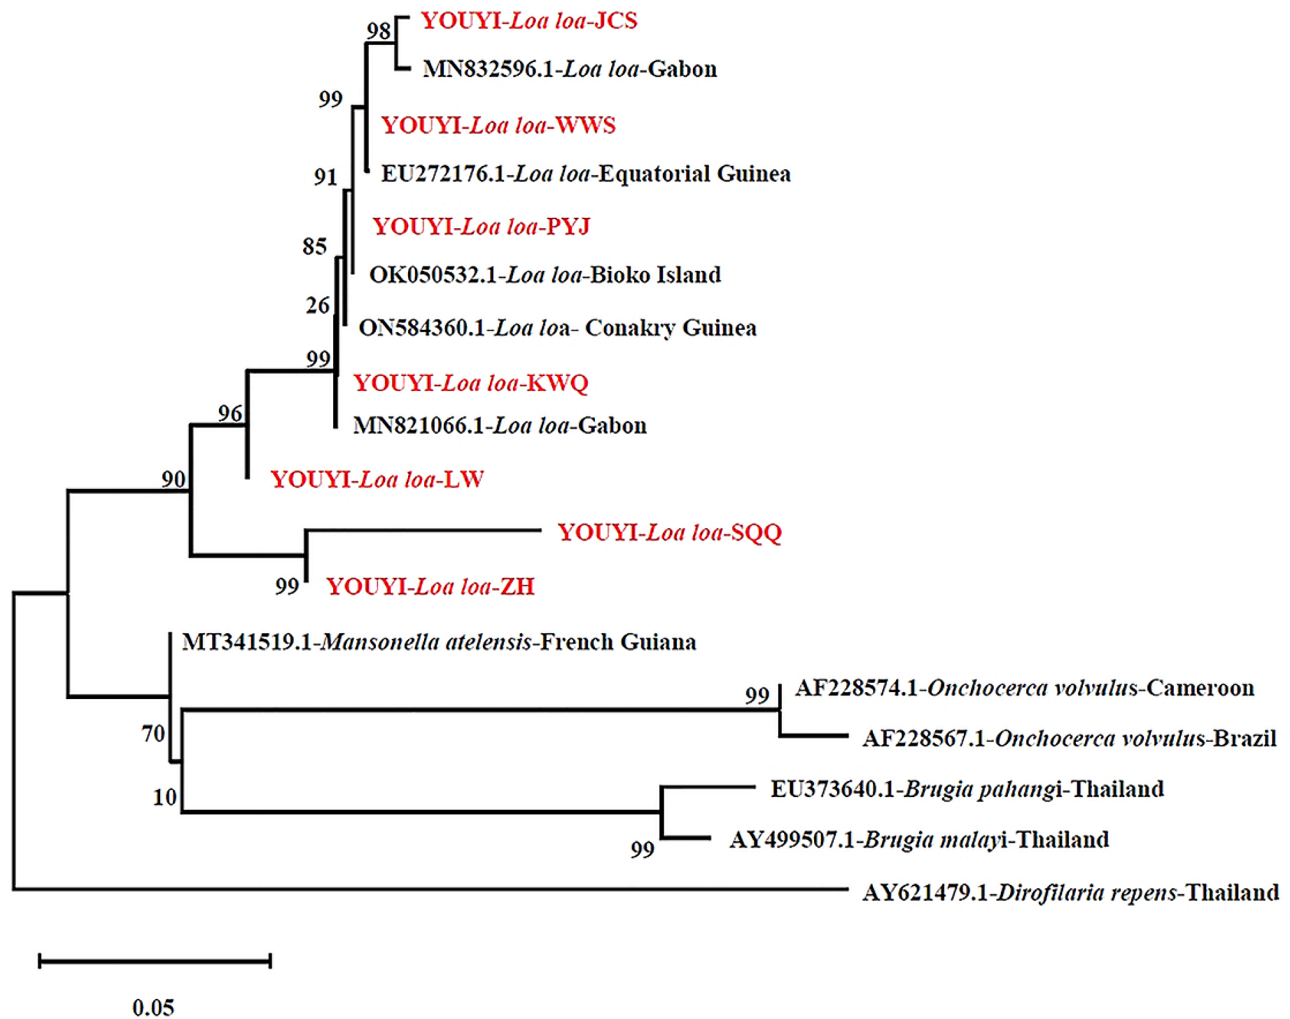 98
YOUYI-Loa loa-JCS
MN832596.1-Loa loa-Gabon
99
YOUYI-Loa loa-WWS
EU272176.1-Loa loa-Equatorial Guinea
91
YOUYI-Loa loa-PYJ
85
OK050532.1-Loa loa-Bioko Island
26
ON584360.1-Loa loa- Conakry Guinea
99
YOUYI-Loa loa-KWQ
96
MN821066.1-Loa loa-Gabon
90
YOUYI-Loa loa-LW
YOUYI-Loa loa-SQQ
99
YOUYI-Loa loa-ZH
MT341519.1-Mansonella atelensis-French Guiana
99
AF228574.1-Onchocerca volvulus-Cameroon
70
AF228567.1-Onchocerca volvulus-Brazil
10
EU373640.1-Brugia pahangi-Thailand
AY499507.1-Brugia malayi-Thailand
99
AY621479.1-Dirofilaria repens-Thailand
0.05